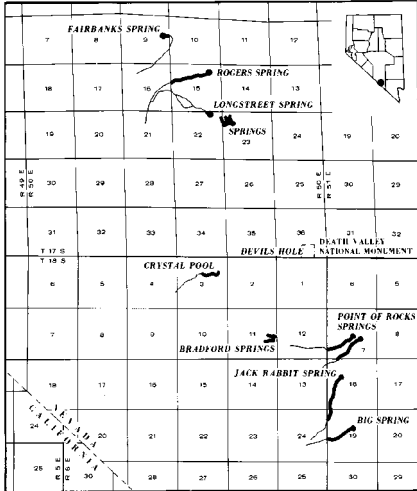 FAIRBANKS SPRING
7 8 9 10 11 12
ROGERS SPRING
18 17 16 15 14 13
LONGSTREET SPRING
SPRINGS
19 20 21 22 23 24 19 20
R 49 E
R 50 E
R 50 E
R 51 E
30 29 28 27 26 25 30 29
31 32 33 34 35 36 31
DEVILS HOLE
DEATH VALLEY
NATIONAL MONUMENT
T 17 S
T 18 S
CRYSTAL POOL
6 5 4 3 2 1 6 5
POINT OF ROCKS
SPRINGS
7 8 9 10 11 12 7 8
BRADFORD SPRINGS
JACK RABBIT SPRING
18 17 16 15 14 13 18 17
NEVADA
CALIFORNIA
BIG SPRING
24 20 21 22 23 24 19 20
25 30 29 28 27 26 25 30
R 5 E
R 6 E